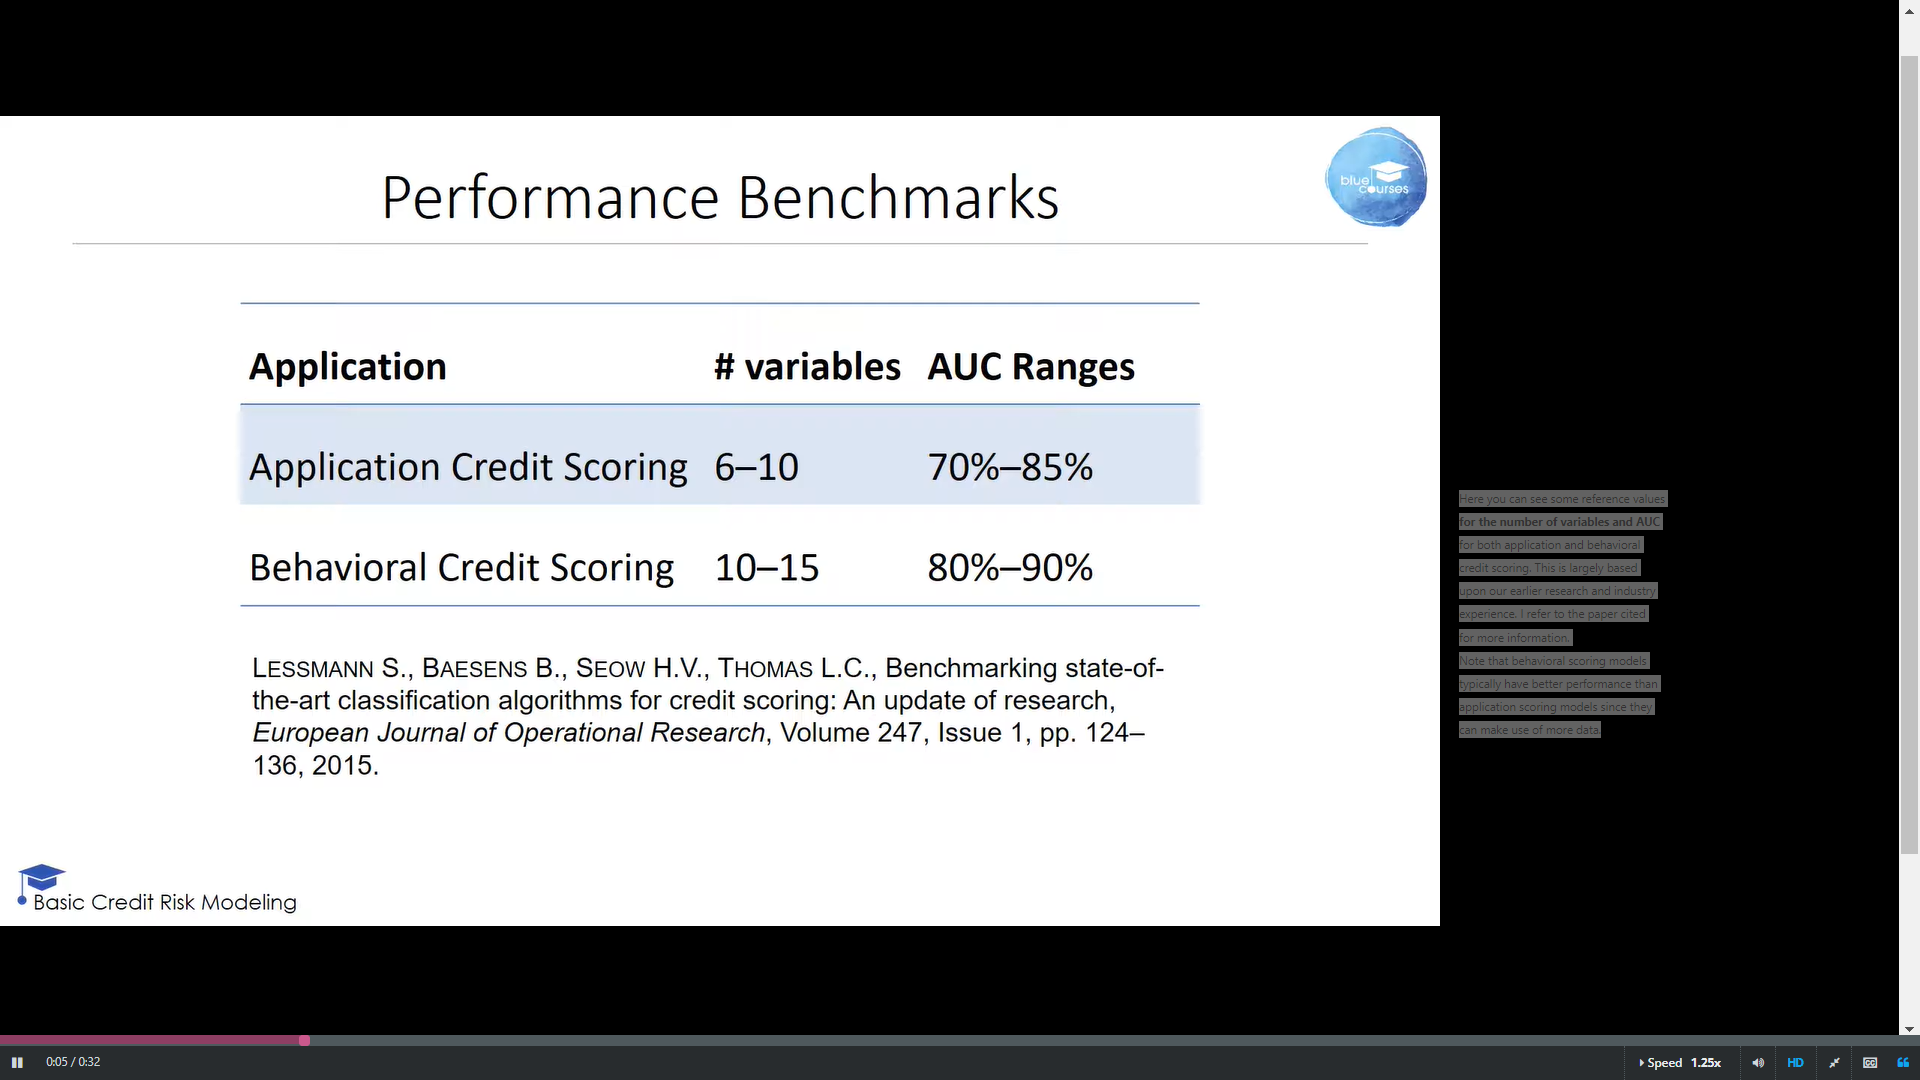 Performance Benchmarks
blue
courses
Application # variables AUC Ranges
Application Credit Scoring 6–10 70%–85%
Behavioral Credit Scoring 10–15 80%–90%
LESSMANN S., BAESENS B., SEOW H.V., THOMAS L.C., Benchmarking state-of-
the-art classification algorithms for credit scoring: An update of research,
European Journal of Operational Research, Volume 247, Issue 1, pp. 124–
136, 2015.
Basic Credit Risk Modeling
Here you can see some reference values
for the number of variables and AUC
for both application and behavioral
credit scoring. This is largely based
upon our earlier research and industry
experience. I refer to the paper cited
for more information.
Note that behavioral scoring models
typically have better performance than
application scoring models since they
can make use of more data.
0:05 / 0:32
Speed 1.25x
HD
CC